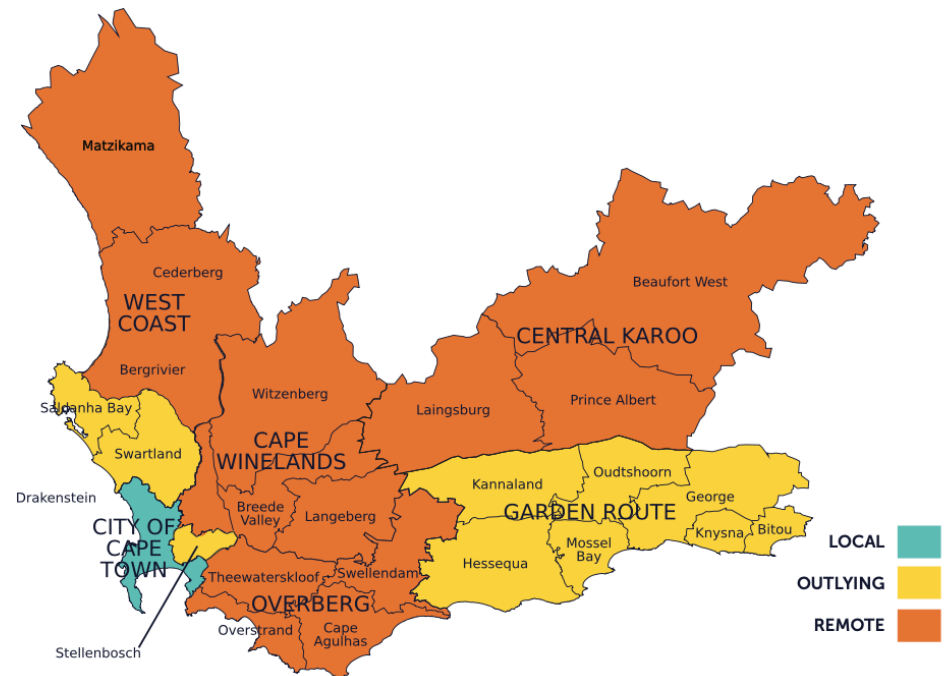 Matzikama
Cederberg
WEST
COAST
Bergrivier
Beaufort West
CENTRAL KAROO
Saldanha Bay
Witzenberg
Laingsburg
Prince Albert
Swartland
CAPE
WINELANDS
Drakenstein
Kannaland
Oudtshoorn
George
CITY OF
CAPE
TOWN
Breede
Valley
Langeberg
GARDEN ROUTE
Knysna
Bitou
Mossel
Bay
Hessequa
Theewaterskloof
Swellendam
OVERBERG
Overstrand
Cape
Agulhas
Stellenbosch
LOCAL
OUTLYING
REMOTE